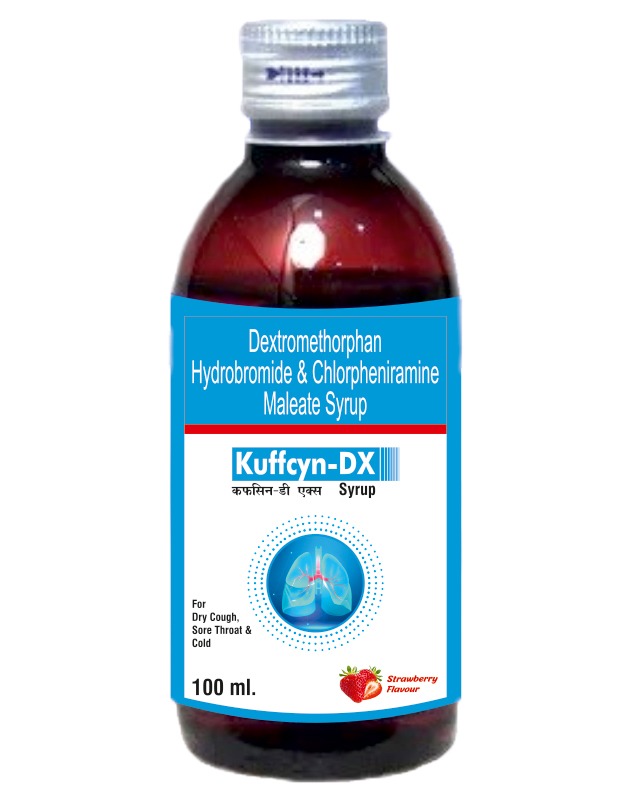 Dextromethorphan
Hydrobromide & Chlorpheniramine
Maleate Syrup
Kuffcyn-DX
कफसिन-डी एक्स Syrup
For
Dry Cough,
Sore Throat &
Cold
100 ml.
Strawberry
Flavour